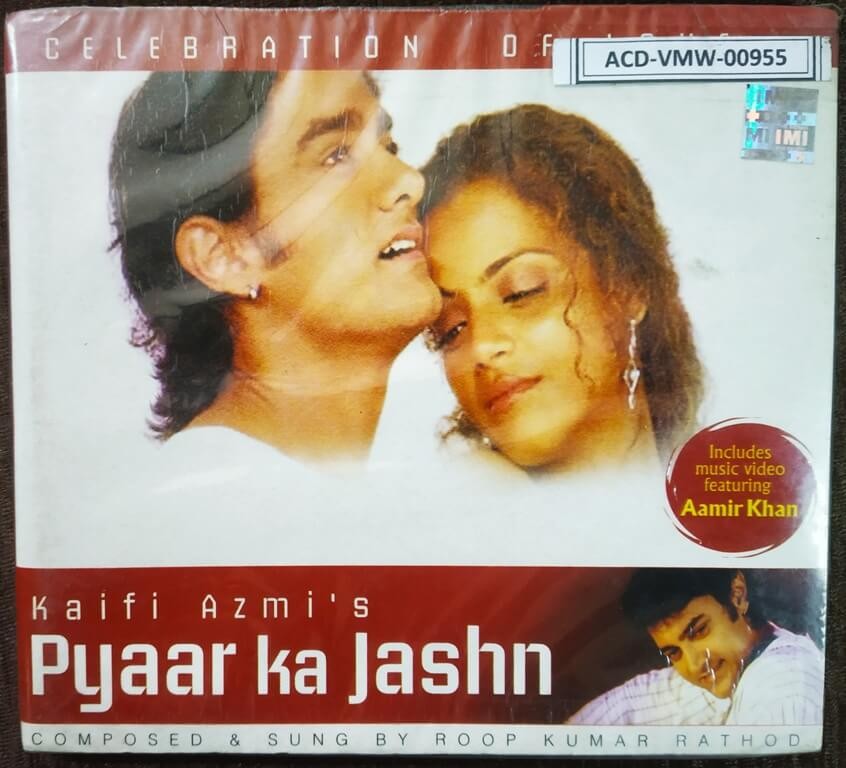 CELEBRATION OF
ACD-VMW-00955
IMI
Includes
music video
featuring
Aamir Khan
Kaifi Azmi's
Pyaar ka Jashn
COMPOSED & SUNG BY ROOP KUMAR RATHOD